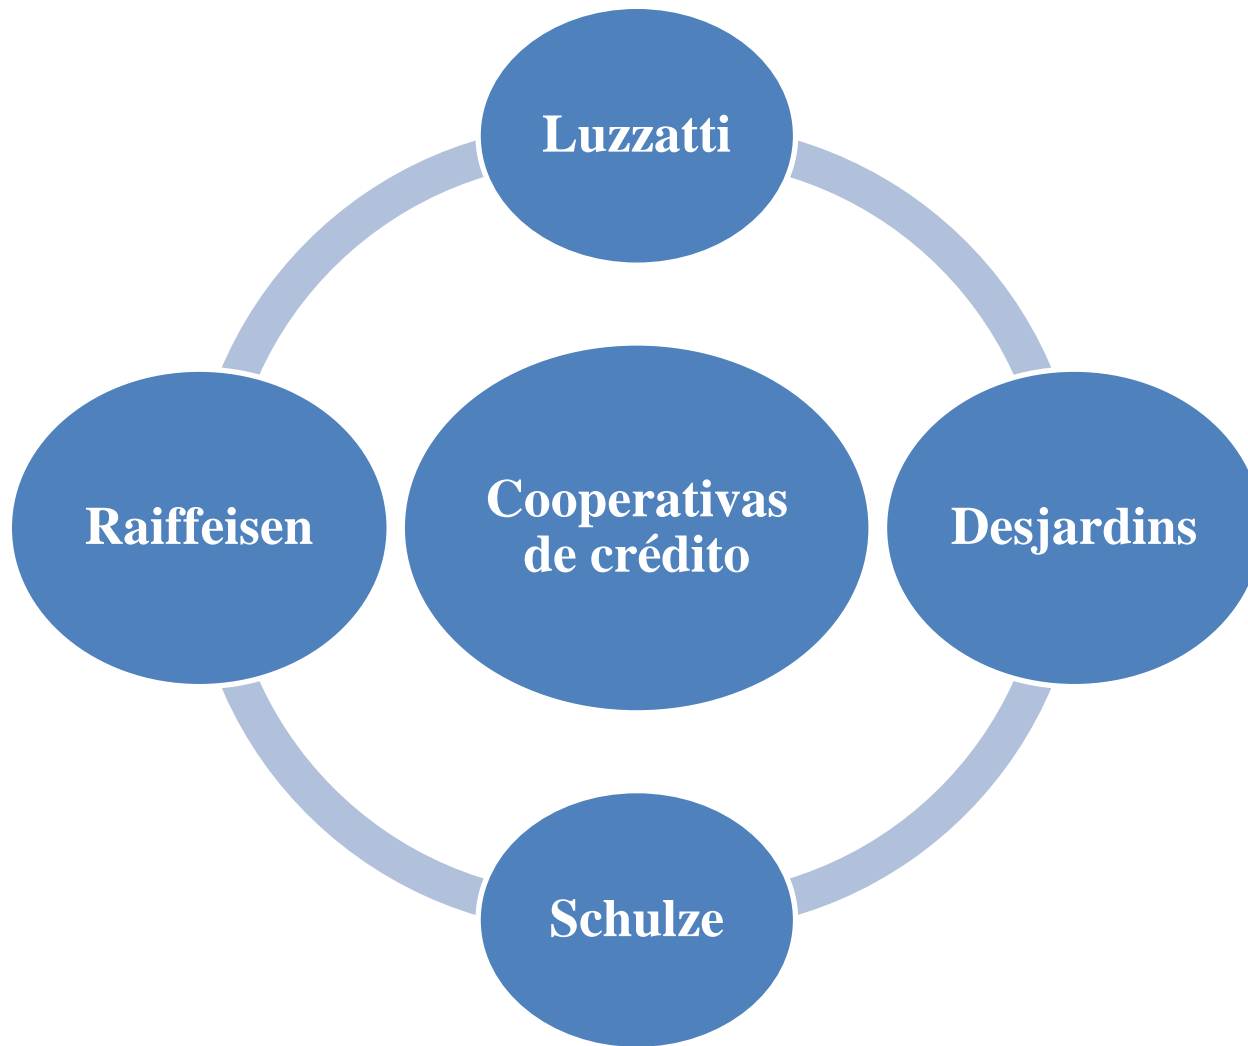 Luzzatti
Raiffeisen
Cooperativas
de crédito
Desjardins
Schulze